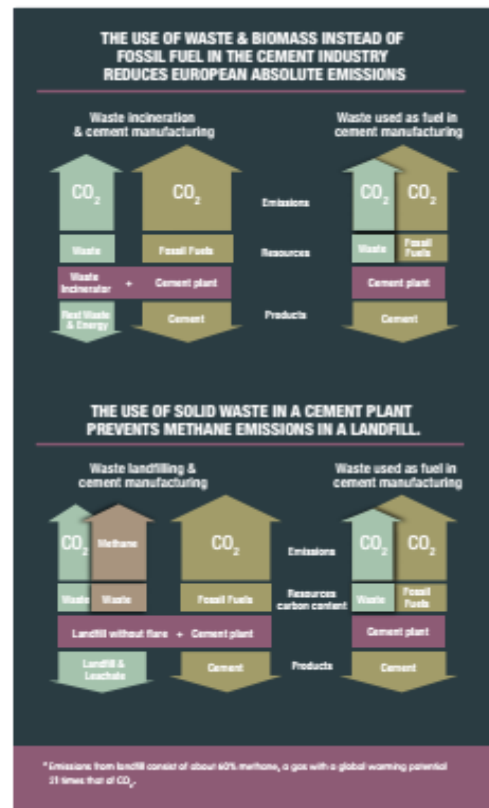 THE USE OF WASTE & BIOMASS INSTEAD OF
FOSSIL FUEL IN THE CEMENT INDUSTRY
REDUCES EUROPEAN ABSOLUTE EMISSIONS
Waste incineration
& cement manufacturing
Waste used as fuel in
cement manufacturing
CO₂
CO₂
Emissions
CO₂
CO₂
Waste
Fossil Fuels
Resources
Waste
Fossil
Fuels
Waste
Incinerator
+
Cement plant
Cement plant
Rest Waste
& Energy
Cement
Products
Cement
THE USE OF SOLID WASTE IN A CEMENT PLANT
PREVENTS METHANE EMISSIONS IN A LANDFILL.
Waste landfilling &
cement manufacturing
Waste used as fuel in
cement manufacturing
CO₂
Methane
CO₂
Emissions
CO₂
CO₂
Waste
Waste
Fossil Fuels
Resources
carbon content
Waste
Fossil
Fuels
Landfill without flare + Cement plant
Cement plant
Landfill &
Leachate
Cement
Products
Cement
* Emissions from landfill consist of about 60% methane, a gas with a global warming potential
21 times that of CO₂.